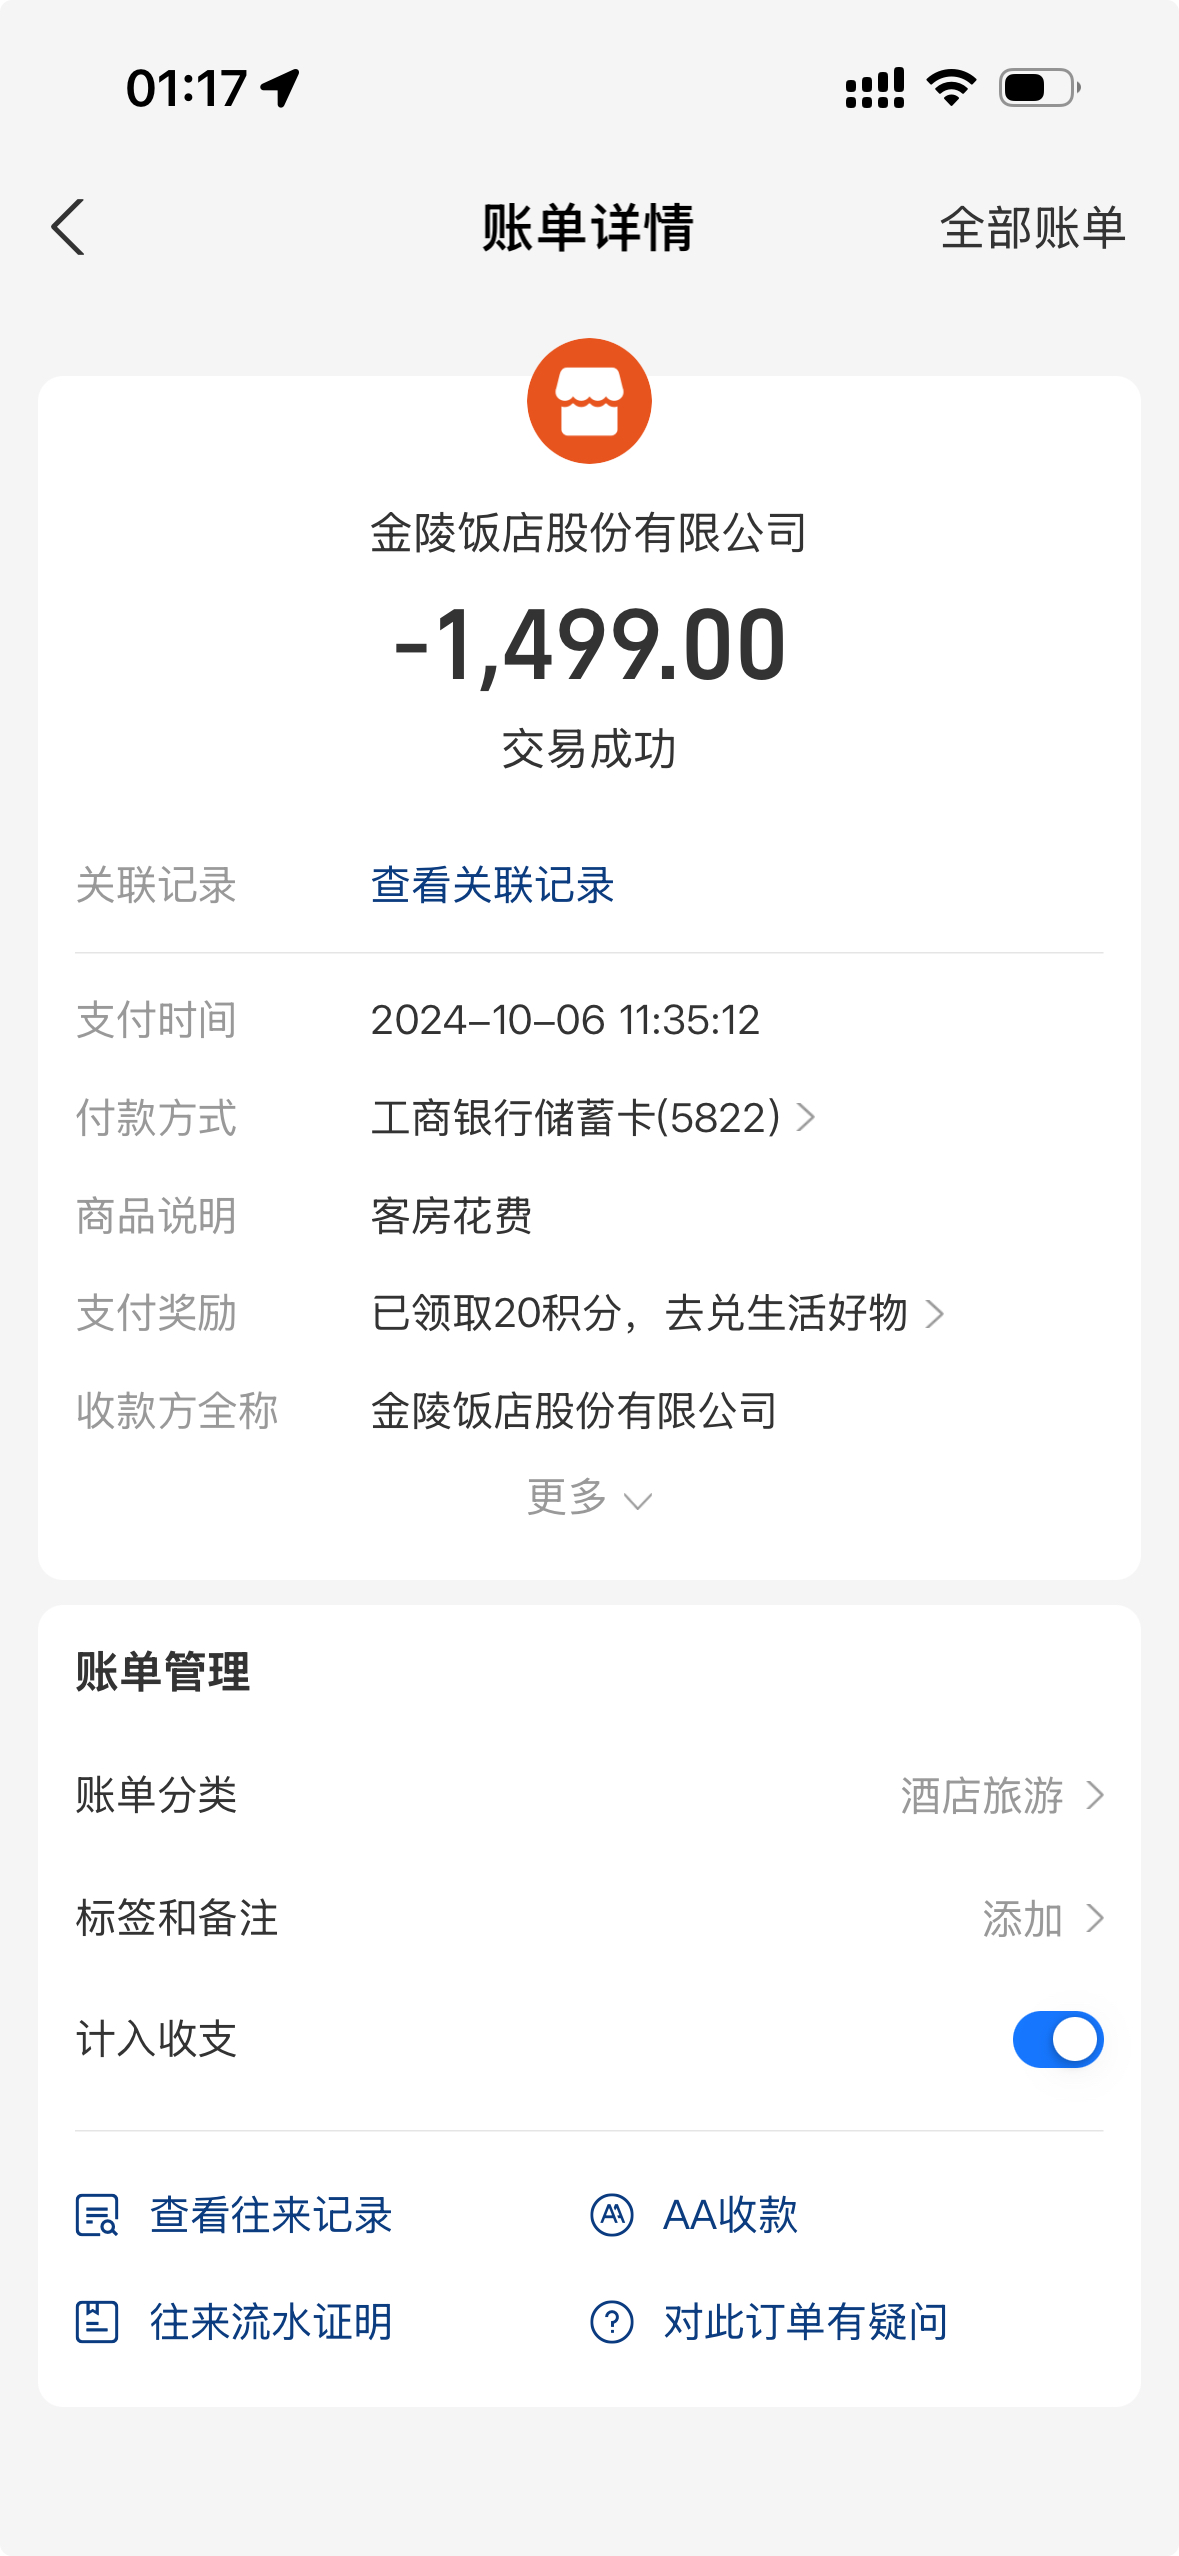 01:17
账单详情
全部账单
金陵饭店股份有限公司
-1,499.00
交易成功
关联记录 查看关联记录
支付时间 2024-10-06 11:35:12
付款方式 工商银行储蓄卡(5822)
商品说明 客房花费
支付奖励 已领取20积分，去兑生活好物
收款方全称 金陵饭店股份有限公司
更多
账单管理
账单分类 酒店旅游
标签和备注 添加
计入收支
查看往来记录 AA收款
往来流水证明 对此订单有疑问